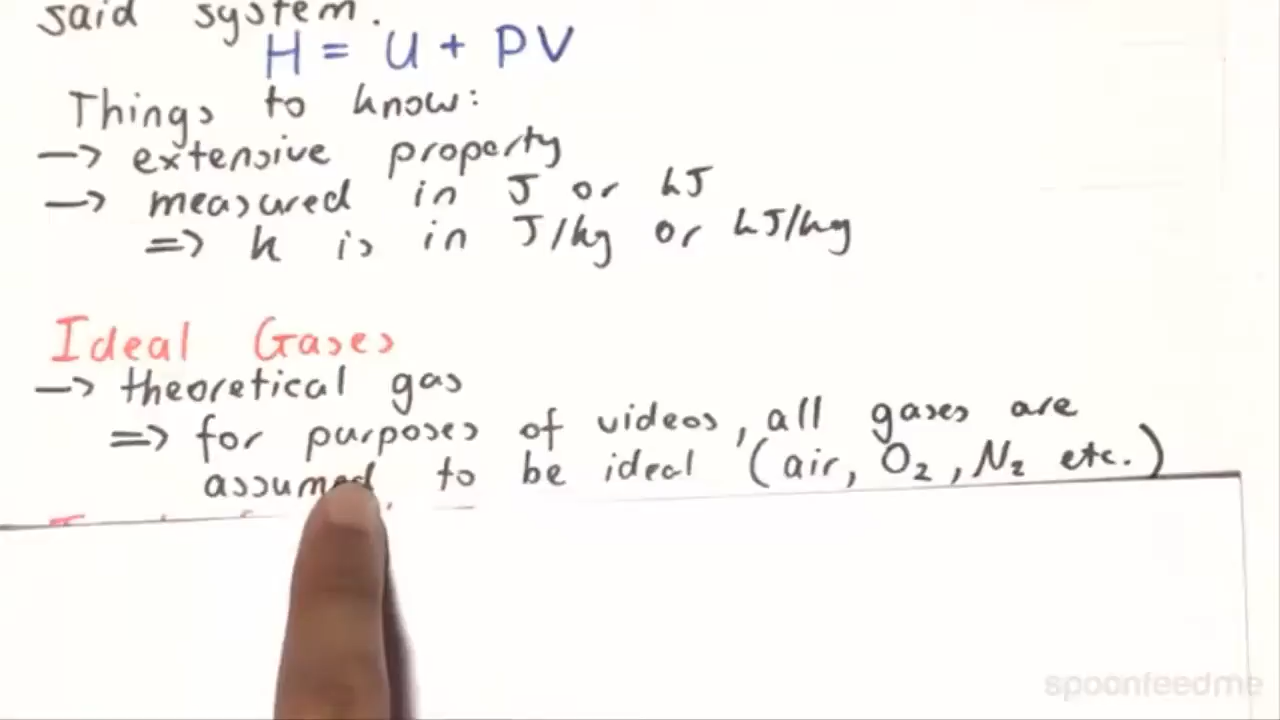 said system.
H = U + PV
Things to know:
→ extensive property
→ measured in J or kJ
⇒ h is in J/kg or kJ/kg
Ideal Gases
→ theoretical gas
⇒ for purposes of videos, all gases are
assumed to be ideal (air, O₂, N₂ etc.)
spoonfeedme